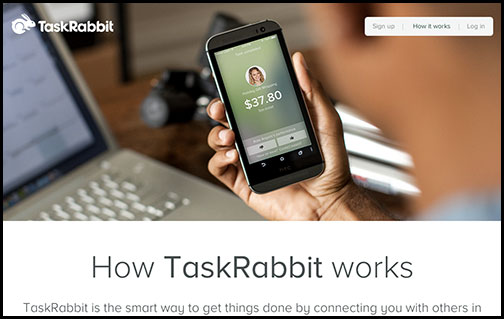 TaskRabbit
Sign up | How it works | Log in
$37.80
hTC
How TaskRabbit works
TaskRabbit is the smart way to get things done by connecting you with others in